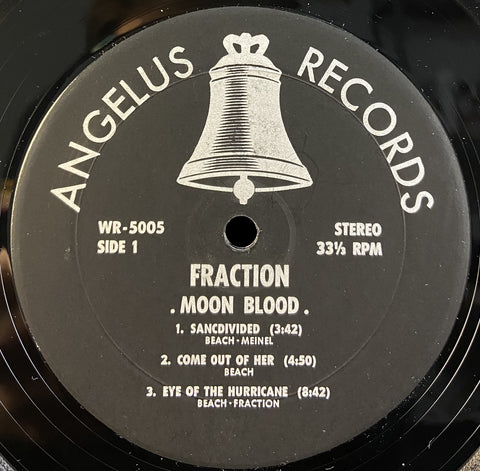 ANGELUS RECORDS
WR-5005
STEREO
SIDE 1
33⅓ RPM
FRACTION
.MOON BLOOD.
1. SANCDIVIDED (3:42)
BEACH-MEINEL
2. COME OUT OF HER (4:50)
BEACH
3. EYE OF THE HURRICANE (8:42)
BEACH-FRACTION